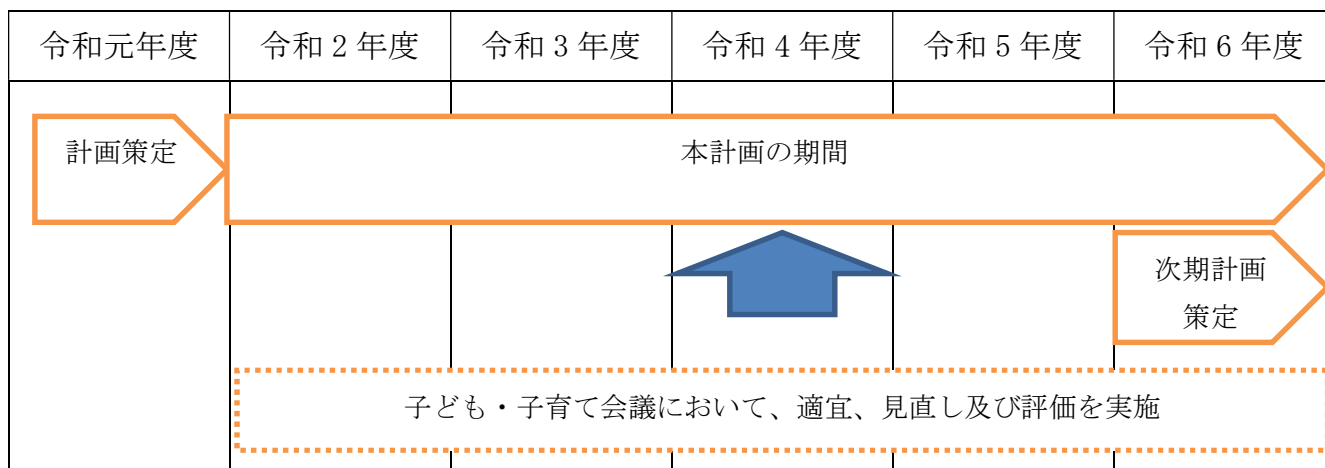 令和元年度
令和2年度
令和3年度
令和4年度
令和5年度
令和6年度
計画策定
本計画の期間
次期計画
策定
子ども・子育て会議において、適宜、見直し及び評価を実施